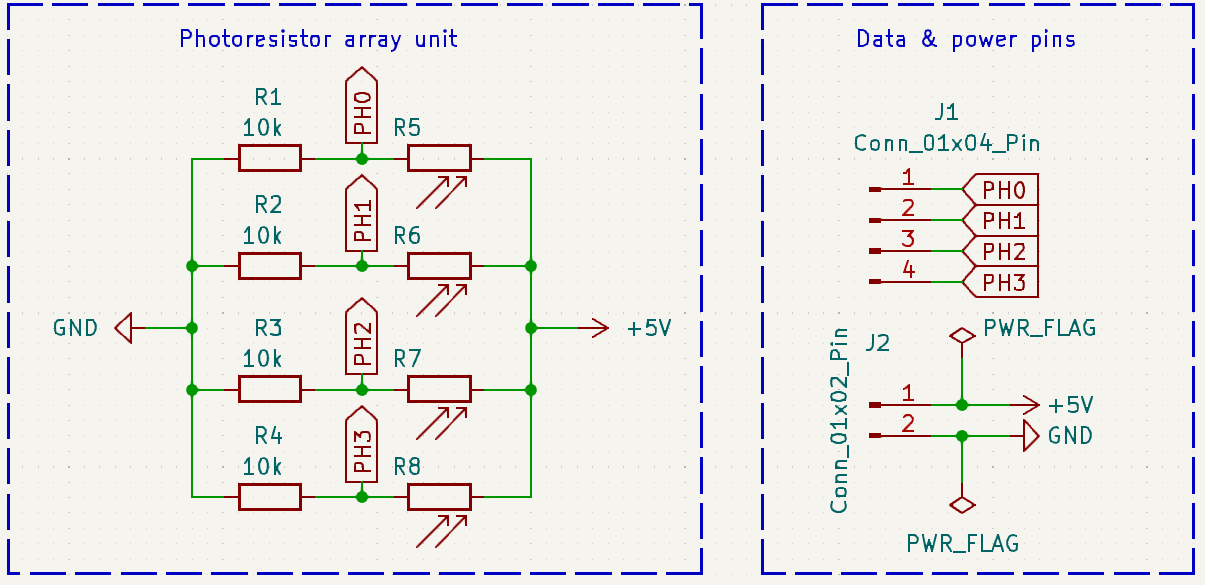 Photoresistor array unit
R1
10k
PH0
R5
R2
10k
PH1
R6
GND
R3
10k
PH2
R7
+5V
R4
10k
PH3
R8
Data & power pins
J1
Conn_01x04_Pin
1
PH0
2
PH1
3
PH2
4
PH3
J2
Conn_01x02_Pin
PWR_FLAG
1
+5V
2
GND
PWR_FLAG